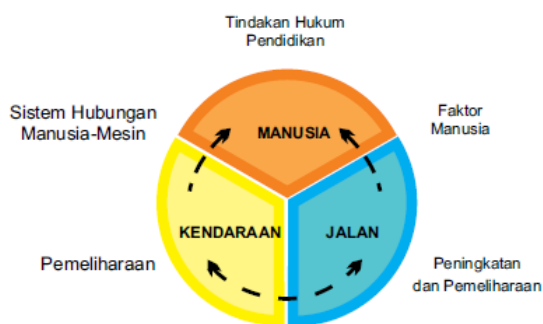 Tindakan Hukum
Pendidikan
Sistem Hubungan
Manusia-Mesin
MANUSIA
Faktor
Manusia
KENDARAAN
JALAN
Pemeliharaan
Peningkatan
dan Pemeliharaan